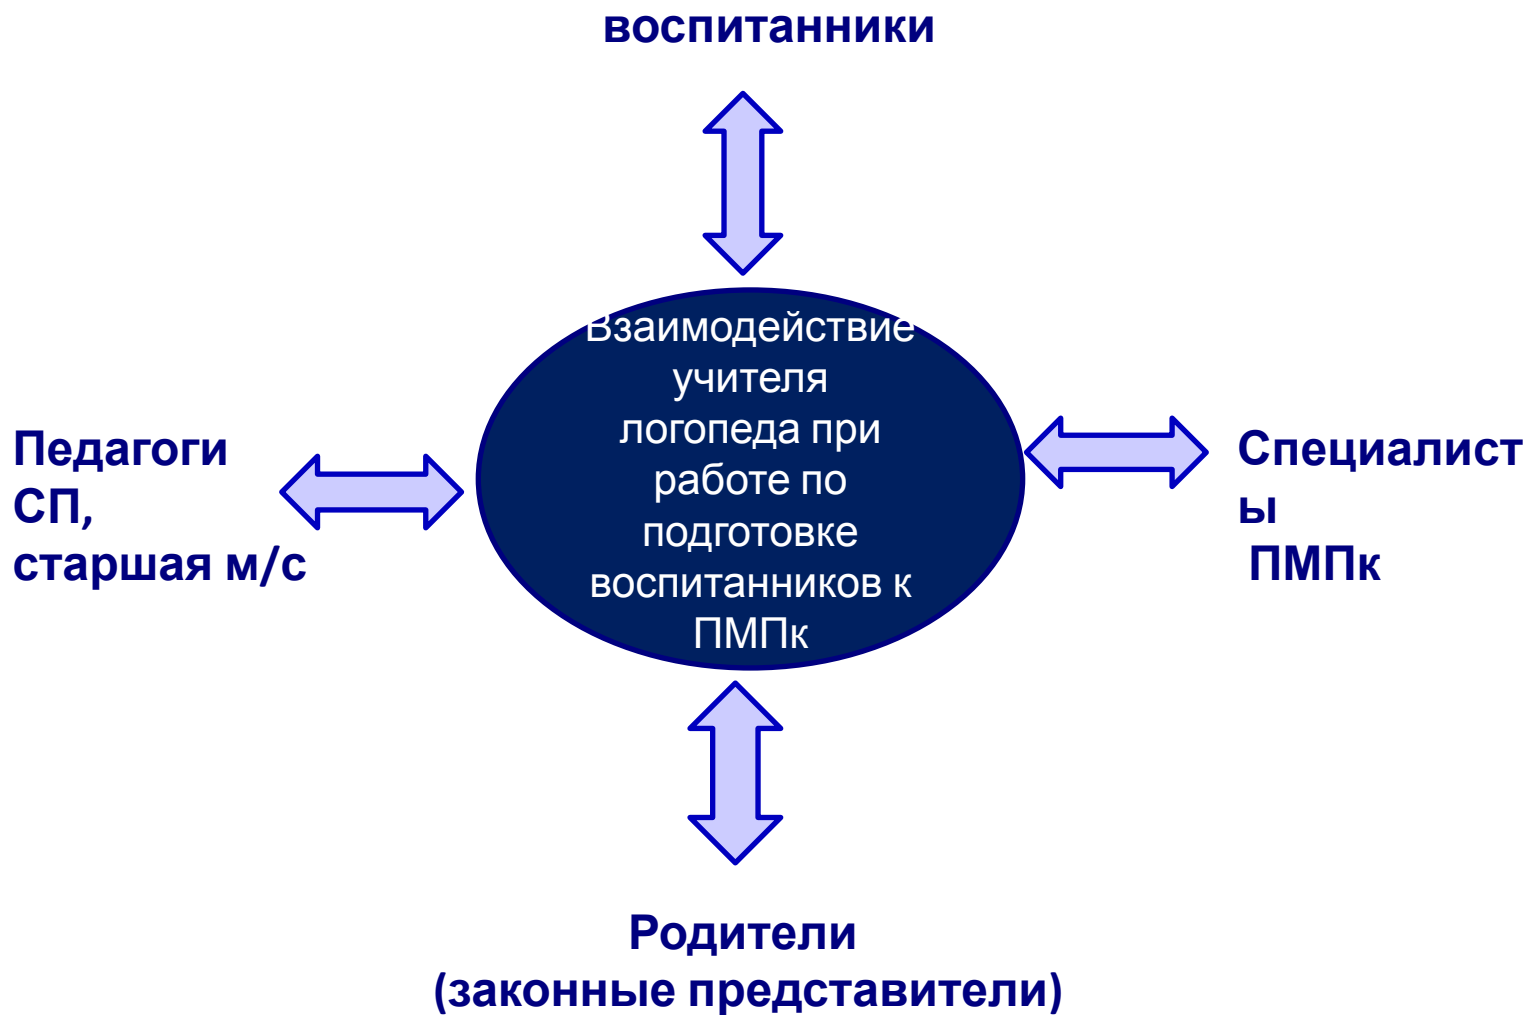 воспитанники
Взаимодействие
учителя
логопеда при
работе по
подготовке
воспитанников к
ПМПк
Педагоги
СП,
старшая м/с
Специалист
ы
ПМПк
Родители
(законные представители)